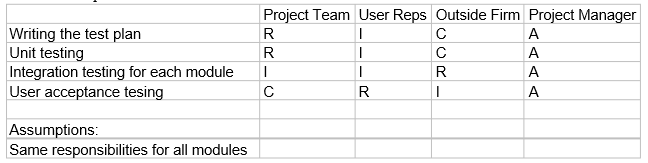 Project Team User Reps Outside Firm Project Manager
Writing the test plan R I C A
Unit testing R I C A
Integration testing for each module I I R A
User acceptance tesing C R I A
Assumptions:
Same responsibilities for all modules